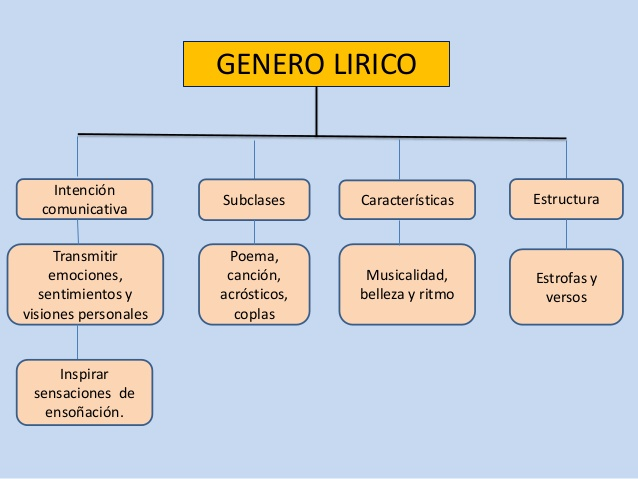 GENERO LIRICO
Intención
comunicativa
Subclases
Características
Estructura
Transmitir
emociones,
sentimientos y
visiones personales
Poema,
canción,
acrósticos,
coplas
Musicalidad,
belleza y ritmo
Estrofas y
versos
Inspirar
sensaciones de
ensoñación.